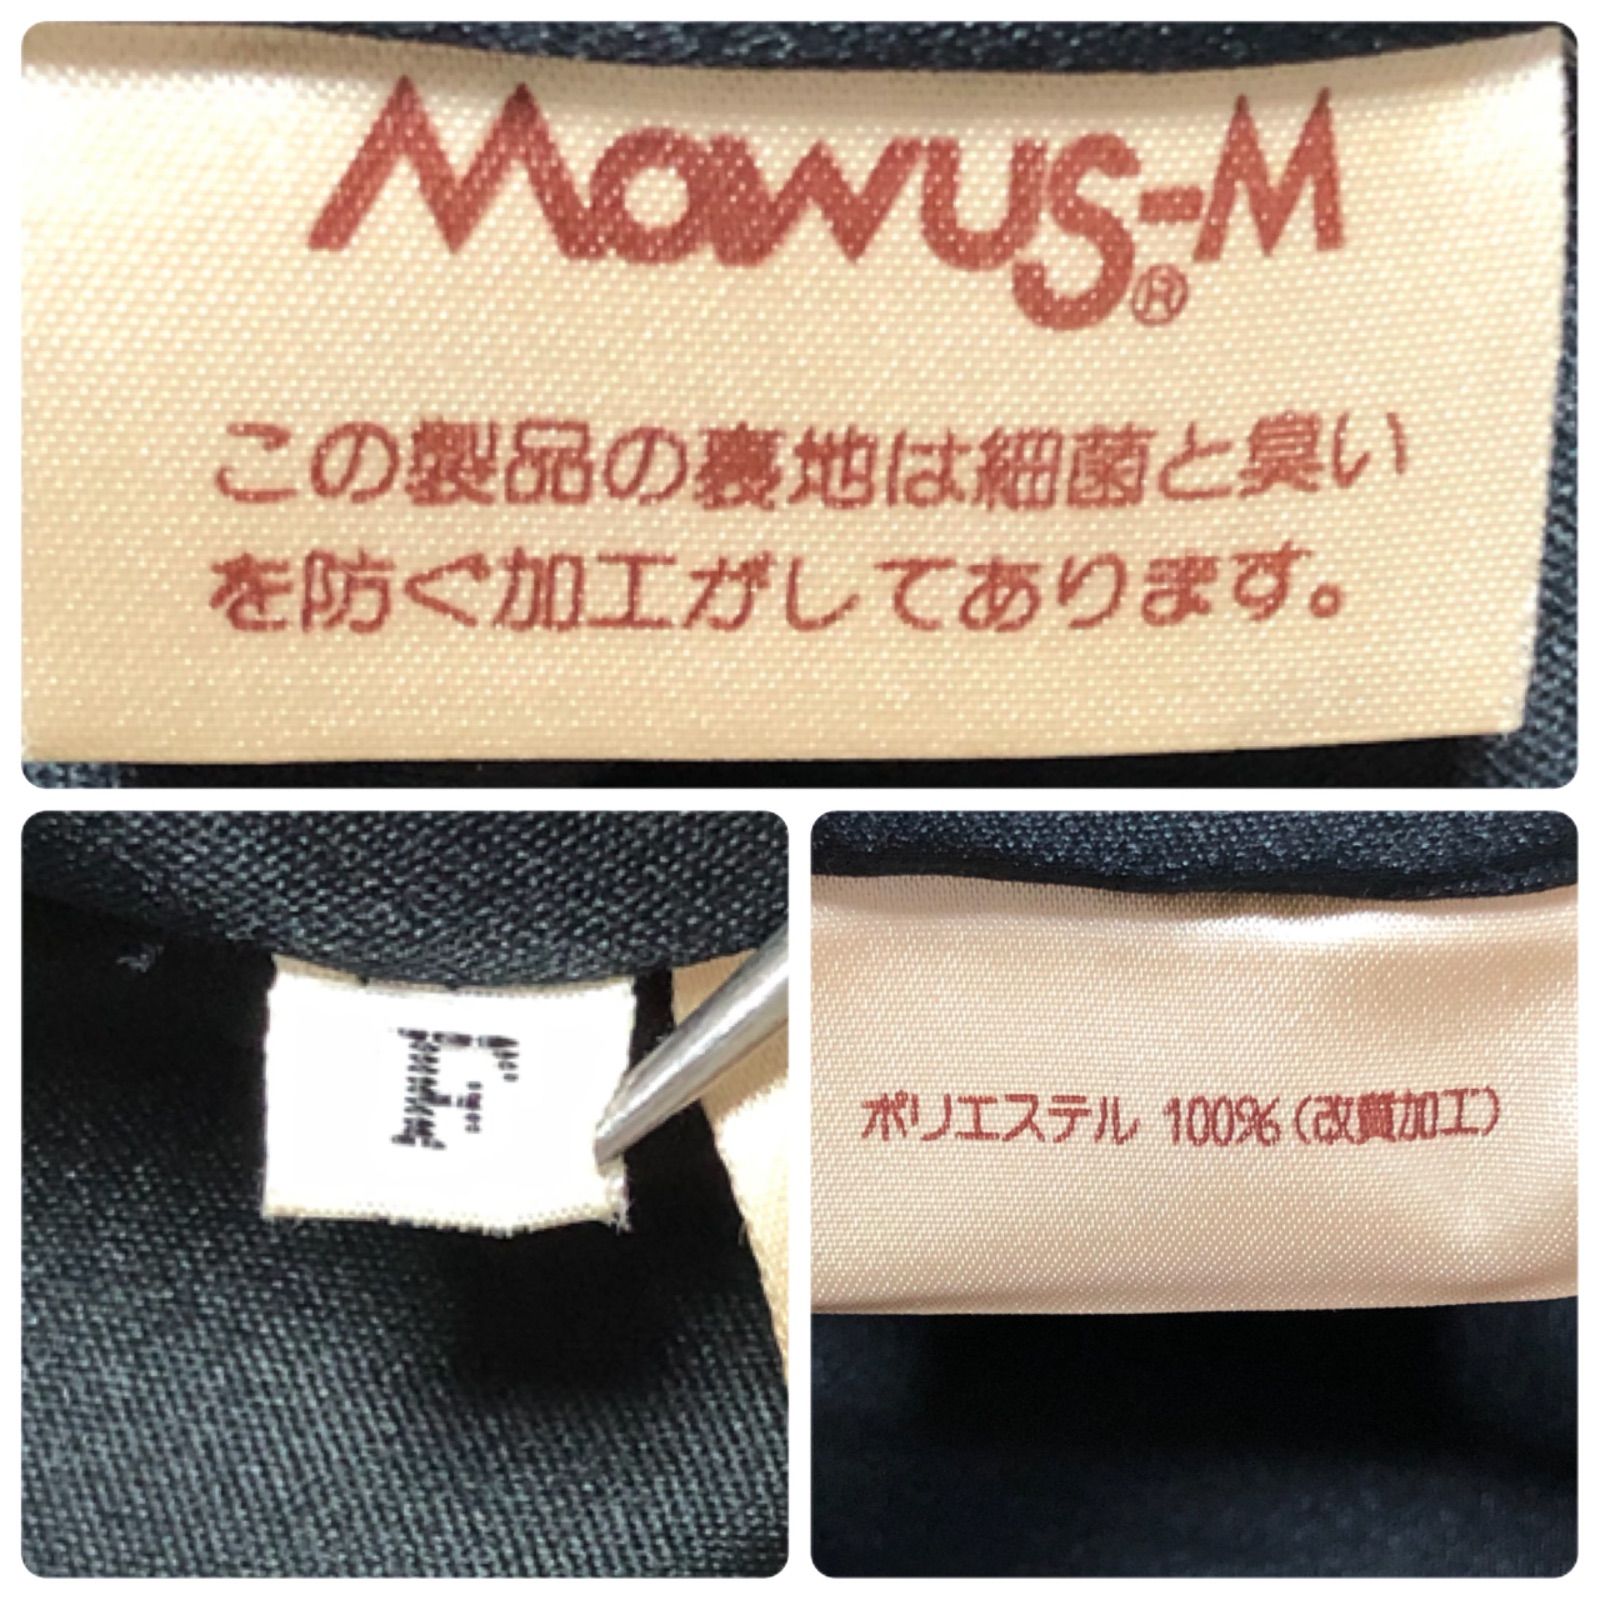 Mawus-M®
この製品の裏地は細菌と臭い
を防ぐ加工がしてあります。
ポリエステル 100%(改質加工)